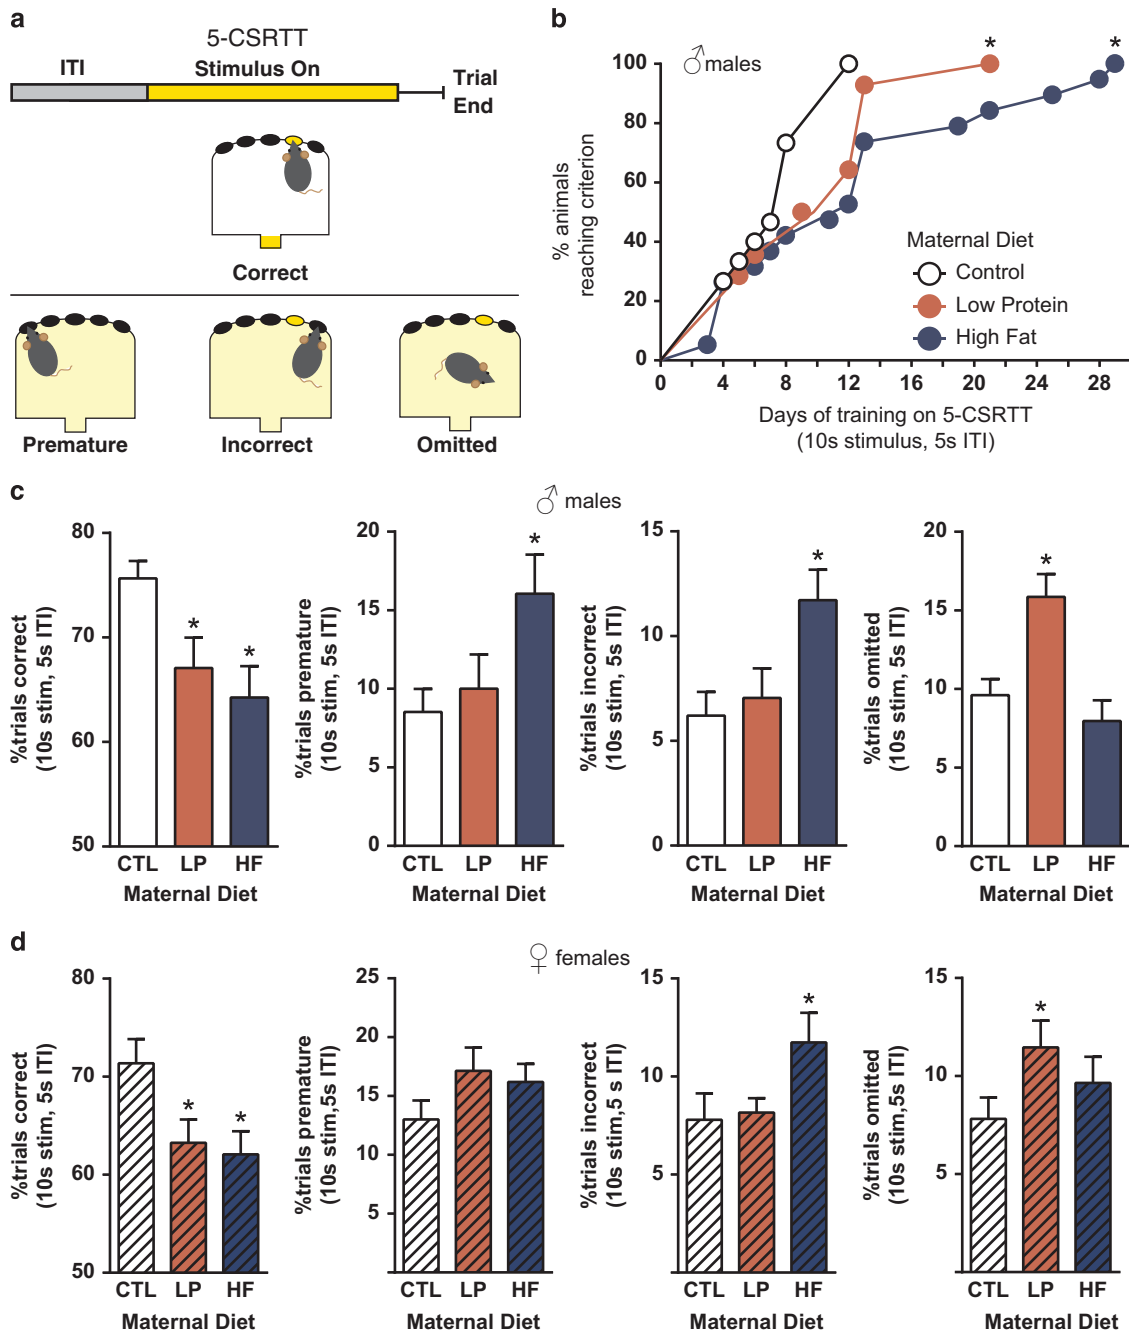 a
5-CSRTT
ITI
Stimulus On
Trial
End
Correct
Premature
Incorrect
Omitted
b
♂ males
% animals
reaching criterion
100
80
60
40
20
0
* *
Maternal Diet
Control
Low Protein
High Fat
0 4 8 12 16 20 24 28
Days of training on 5-CSRTT
(10s stimulus, 5s ITI)
c
♂ males
%trials correct
(10s stim, 5s ITI)
80
70
60
50
* *
CTL LP HF
Maternal Diet
%trials premature
(10s stim, 5s ITI)
20
15
10
5
0
*
CTL LP HF
Maternal Diet
%trials incorrect
(10s stim, 5s ITI)
15
10
5
0
*
CTL LP HF
Maternal Diet
%trials omitted
(10s stim, 5s ITI)
20
15
10
5
0
*
CTL LP HF
Maternal Diet
d
♀ females
%trials correct
(10s stim, 5s ITI)
80
70
60
50
* *
CTL LP HF
Maternal Diet
%trials premature
(10s stim,5s ITI)
25
20
15
10
5
CTL LP HF
Maternal Diet
%trials incorrect
(10s stim,5 s ITI)
15
10
5
*
CTL LP HF
Maternal Diet
%trials omitted
(10s stim,5s ITI)
15
10
5
*
CTL LP HF
Maternal Diet